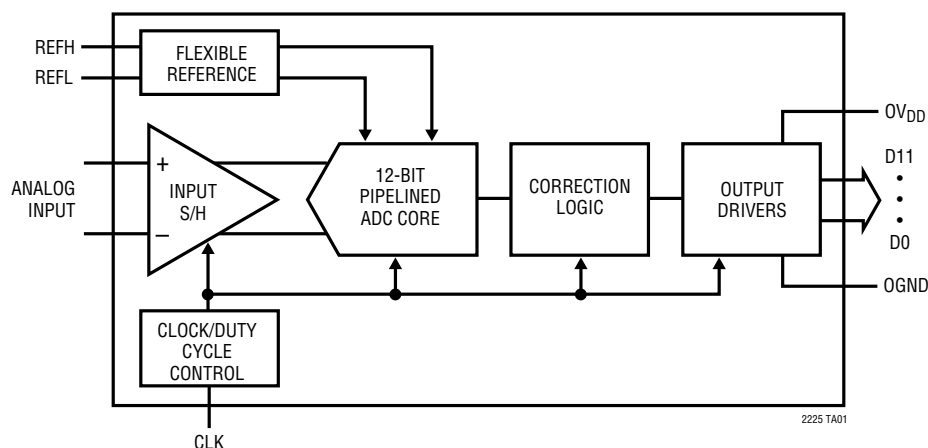 REFH
REFL
FLEXIBLE
REFERENCE
OVDD
ANALOG
INPUT
+
–
INPUT
S/H
12-BIT
PIPELINED
ADC CORE
CORRECTION
LOGIC
OUTPUT
DRIVERS
D11
•
•
•
D0
OGND
CLOCK/DUTY
CYCLE
CONTROL
CLK
2225 TA01